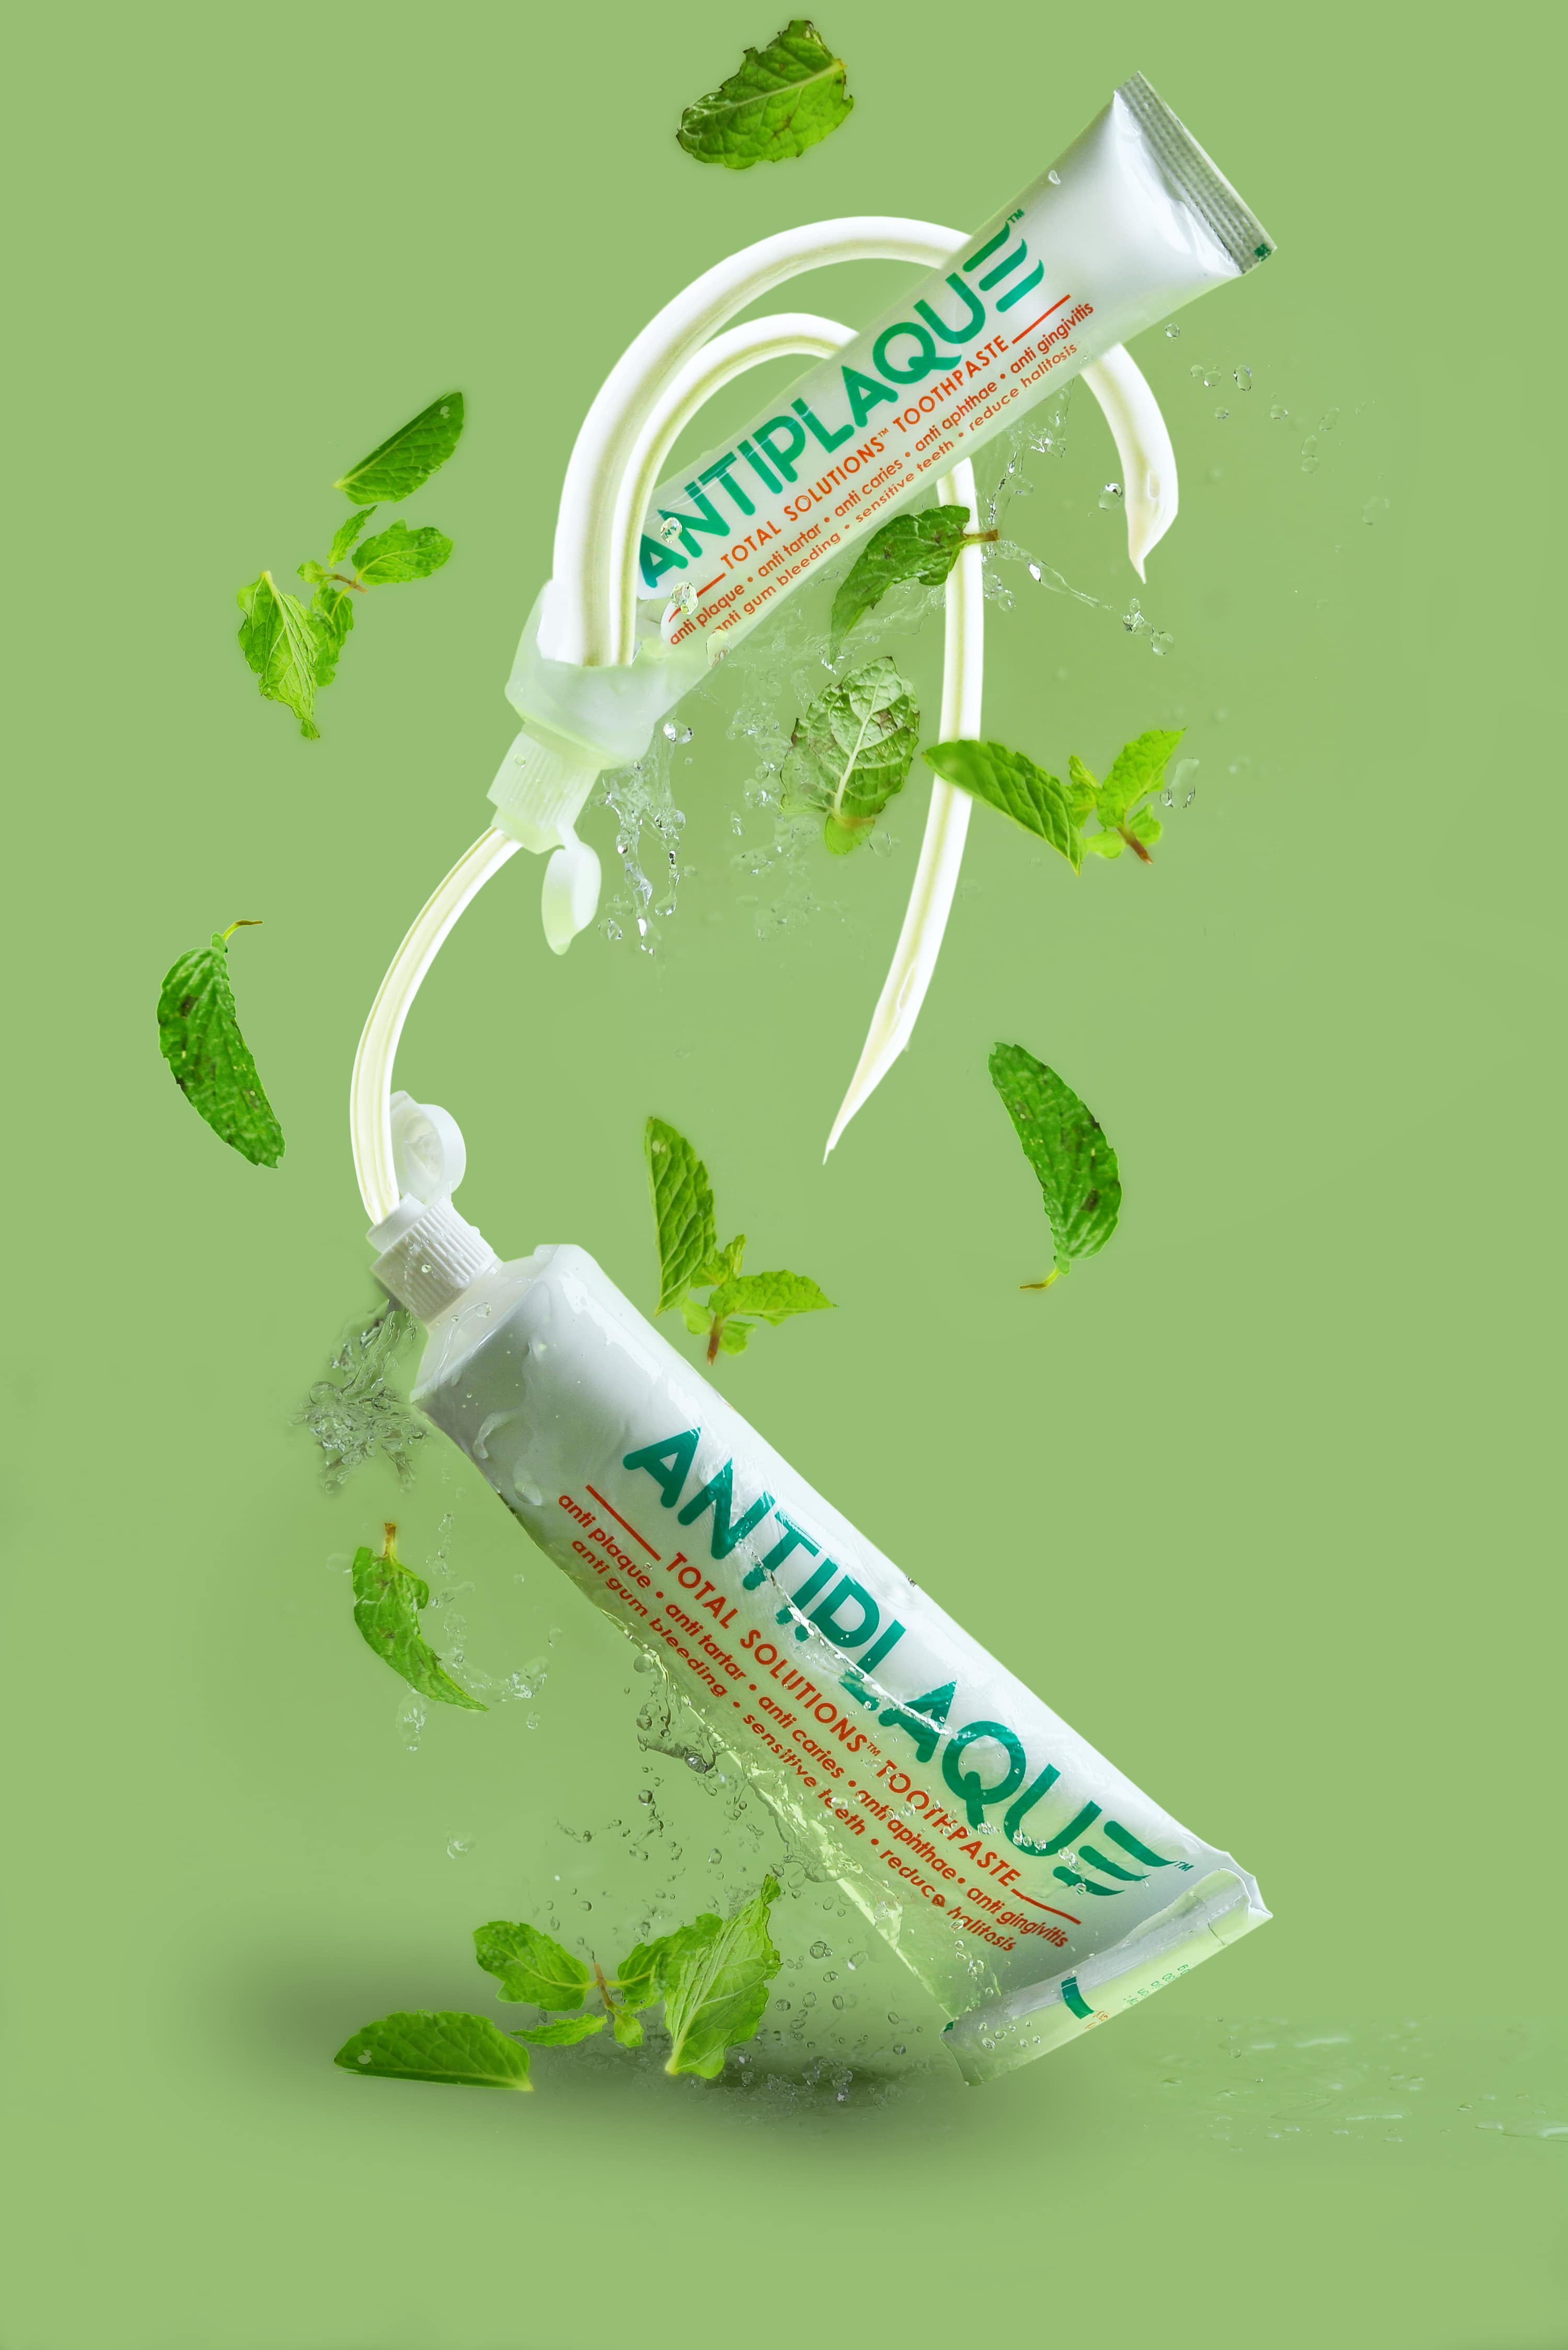 ANTIPLAQUE™
TOTAL SOLUTIONS™ TOOTHPASTE
anti plaque • anti tartar • anti caries • anti aphthae • anti gingivitis
anti gum bleeding • sensitive teeth • reduce halitosis
ANTIPLAQUE™
TOTAL SOLUTIONS™ TOOTHPASTE
anti plaque • anti tartar • anti caries • anti aphthae • anti gingivitis
anti gum bleeding • sensitive teeth • reduce halitosis